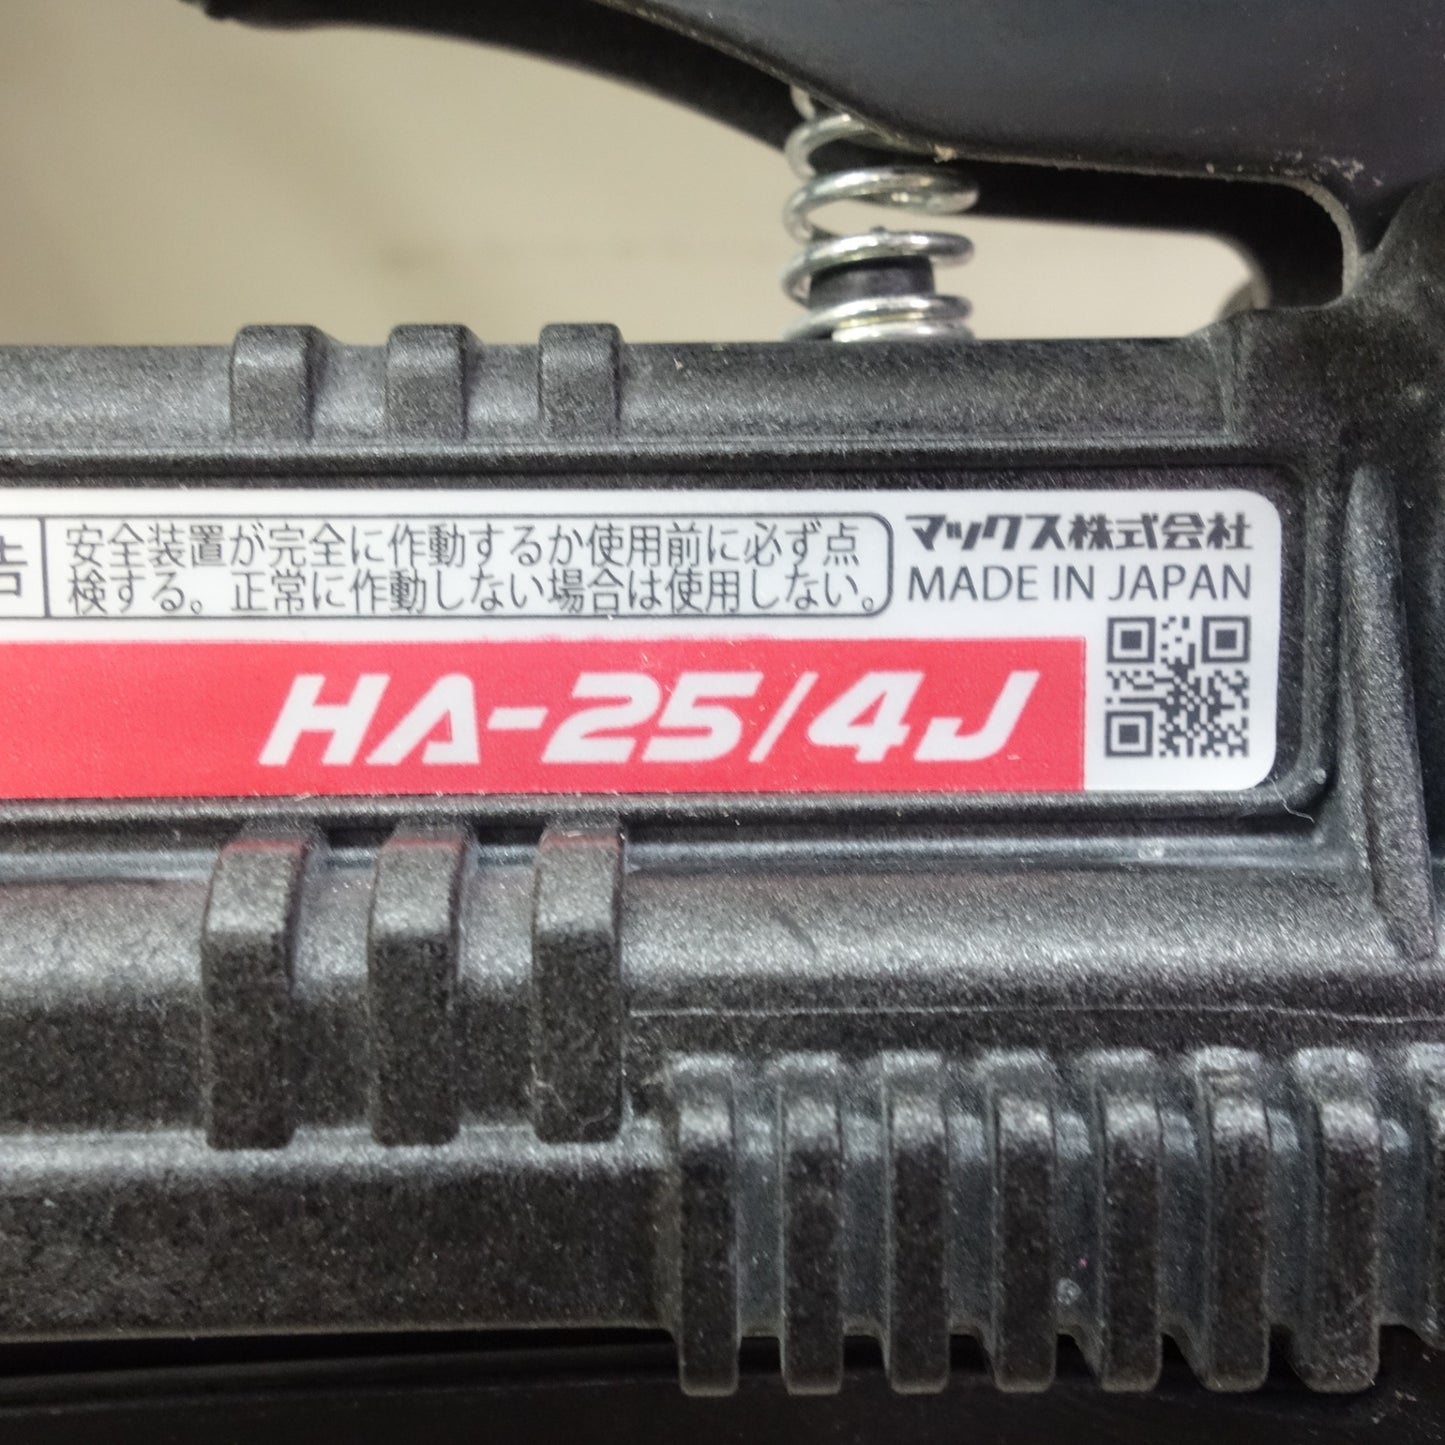 告
安全装置が完全に作動するか使用前に必ず点
検する。正常に作動しない場合は使用しない。
マックス株式会社
MADE IN JAPAN
HA-25/4J